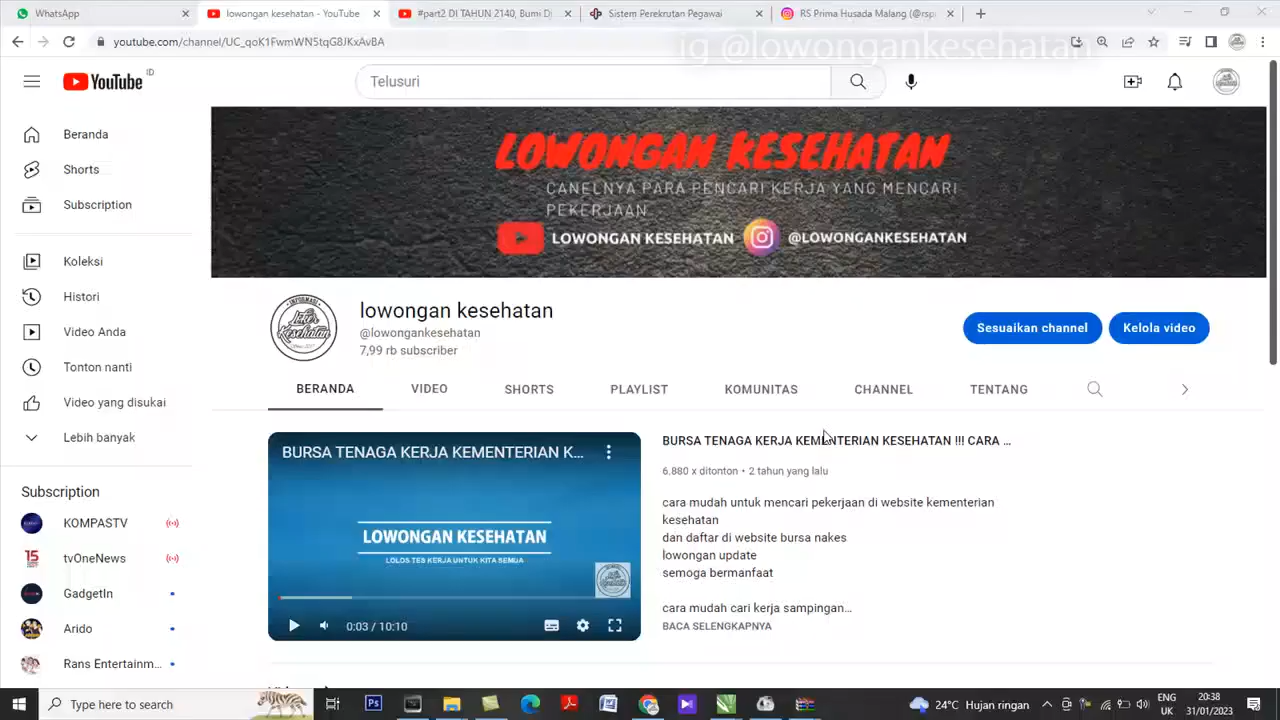 WhatsApp
lowongan kesehatan - YouTube
#part2 DI TAHUN 2140, Bumi D
Sistem Perekrutan Pegawai
RS Prima Husada Malang (@rsp
youtube.com/channel/UC_qoK1FwmWN5tqG8JKxAvBA
ig @lowongankesehatan
YouTube ID
Telusuri
Beranda
Shorts
Subscription
Koleksi
Histori
Video Anda
Tonton nanti
Video yang disukai
Lebih banyak
Subscription
KOMPASTV
tvOneNews
GadgetIn
Arido
Rans Entertainm...
LOWONGAN KESEHATAN
CANELNYA PARA PENCARI KERJA YANG MENCARI
PEKERJAAN
LOWONGAN KESEHATAN @LOWONGANKESEHATAN
lowongan kesehatan
@lowongankesehatan
7,99 rb subscriber
Sesuaikan channel
Kelola video
BERANDA VIDEO SHORTS PLAYLIST KOMUNITAS CHANNEL TENTANG
BURSA TENAGA KERJA KEMENTERIAN K...
LOWONGAN KESEHATAN
LOLOS TES KERJA UNTUK KITA SEMUA
0:03 / 10:10
BURSA TENAGA KERJA KEMENTERIAN KESEHATAN !!! CARA ...
6.880 x ditonton • 2 tahun yang lalu
cara mudah untuk mencari pekerjaan di website kementerian
kesehatan
dan daftar di website bursa nakes
lowongan update
semoga bermanfaat
cara mudah cari kerja sampingan...
BACA SELENGKAPNYA
Type here to search
24°C Hujan ringan
ENG
UK
20:38
31/01/2023